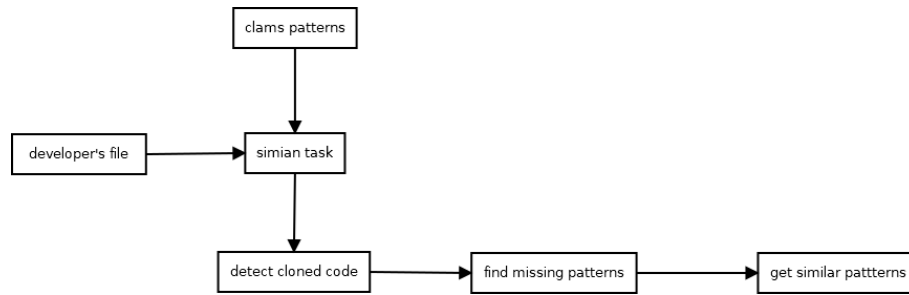 clams patterns
developer's file
simian task
detect cloned code
find missing patterns
get similar pattterns